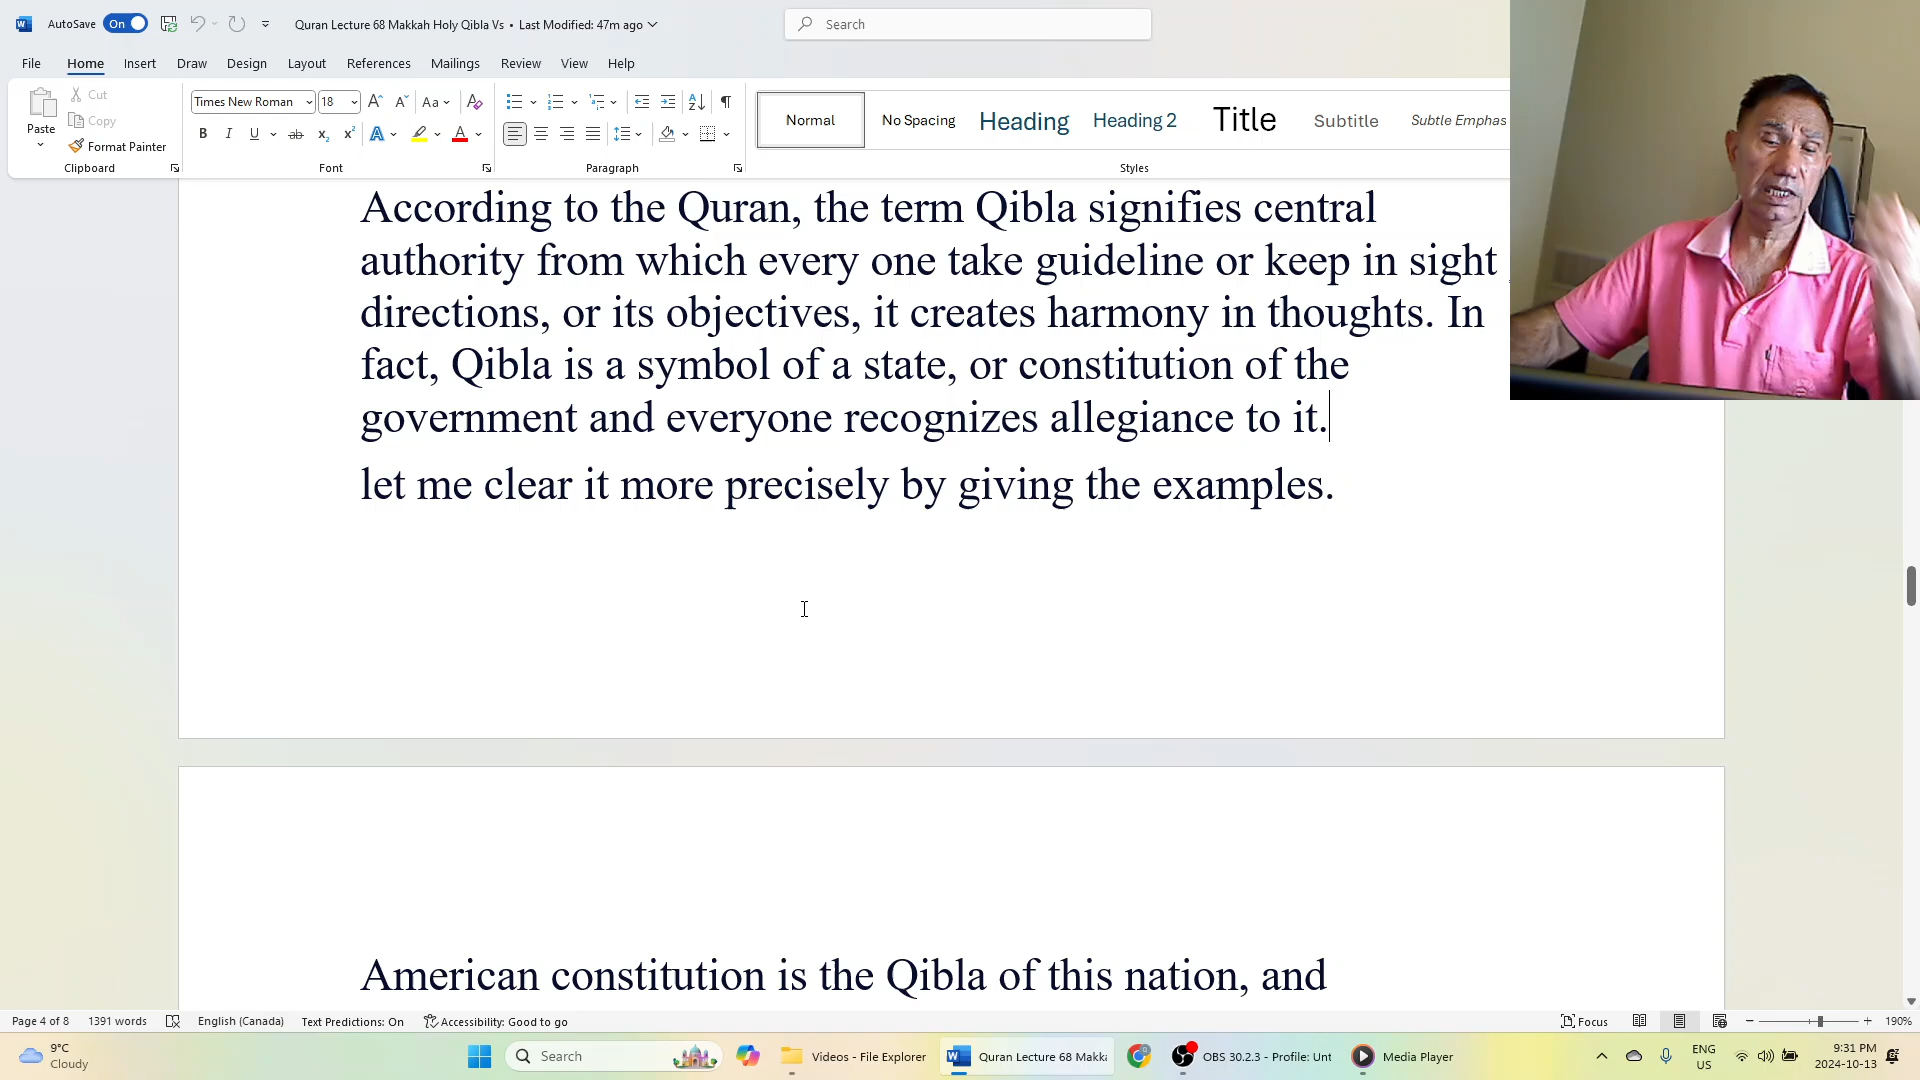 AutoSave On Quran Lecture 68 Makkah Holy Qibla Vs • Last Modified: 47m ago Search
File Home Insert Draw Design Layout References Mailings Review View Help
Paste Cut Copy Format Painter
Times New Roman 18
Normal No Spacing Heading Heading 2 Title Subtitle Subtle Emphas
Clipboard Font Paragraph Styles
According to the Quran, the term Qibla signifies central
authority from which every one take guideline or keep in sight
directions, or its objectives, it creates harmony in thoughts. In
fact, Qibla is a symbol of a state, or constitution of the
government and everyone recognizes allegiance to it.
let me clear it more precisely by giving the examples.
American constitution is the Qibla of this nation, and
Page 4 of 8 1391 words English (Canada) Text Predictions: On Accessibility: Good to go Focus 190%
9°C
Cloudy
Search Videos - File Explorer Quran Lecture 68 Makka OBS 30.2.3 - Profile: Unt Media Player
ENG
US
9:31 PM
2024-10-13